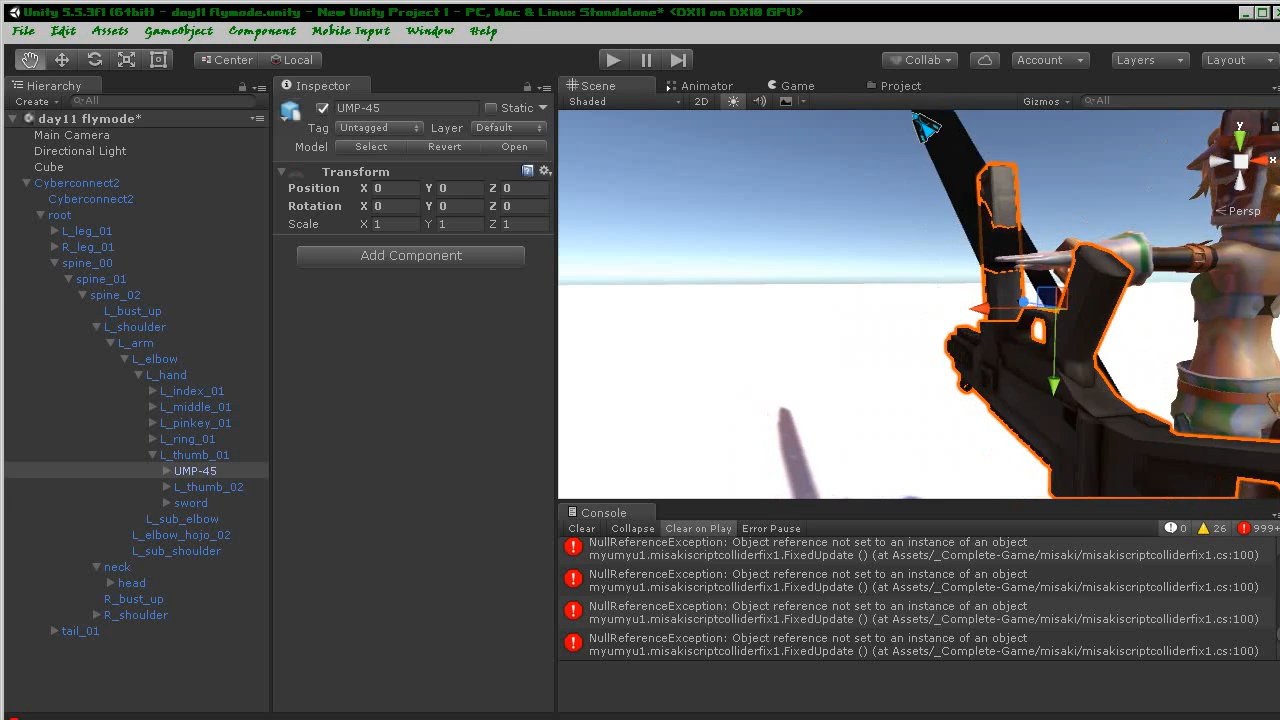 Unity 5.5.3f1 (64bit) - day11 flymode.unity - New Unity Project 1 - PC, Mac & Linux Standalone* <DX11 on DX10 GPU>
File Edit Assets GameObject Component Mobile Input Window Help
Center Local Collab Account Layers Layout
Hierarchy
Create All
day11 flymode*
Main Camera
Directional Light
Cube
Cyberconnect2
Cyberconnect2
root
L_leg_01
R_leg_01
spine_00
spine_01
spine_02
L_bust_up
L_shoulder
L_arm
L_elbow
L_hand
L_index_01
L_middle_01
L_pinkey_01
L_ring_01
L_thumb_01
UMP-45
L_thumb_02
sword
L_sub_elbow
L_elbow_hojo_02
L_sub_shoulder
neck
head
R_bust_up
R_shoulder
tail_01
Inspector
UMP-45 Static
Tag Untagged Layer Default
Model Select Revert Open
Transform
Position X 0 Y 0 Z 0
Rotation X 0 Y 0 Z 0
Scale X 1 Y 1 Z 1
Add Component
Scene Animator Game Project
Shaded 2D Gizmos All
y
x
Persp
Console
Clear Collapse Clear on Play Error Pause 0 26 999+
NullReferenceException: Object reference not set to an instance of an object
myumyu1.misakiscriptcolliderfix1.FixedUpdate () (at Assets/_Complete-Game/misaki/misakiscriptcolliderfix1.cs:100)
NullReferenceException: Object reference not set to an instance of an object
myumyu1.misakiscriptcolliderfix1.FixedUpdate () (at Assets/_Complete-Game/misaki/misakiscriptcolliderfix1.cs:100)
NullReferenceException: Object reference not set to an instance of an object
myumyu1.misakiscriptcolliderfix1.FixedUpdate () (at Assets/_Complete-Game/misaki/misakiscriptcolliderfix1.cs:100)
NullReferenceException: Object reference not set to an instance of an object
myumyu1.misakiscriptcolliderfix1.FixedUpdate () (at Assets/_Complete-Game/misaki/misakiscriptcolliderfix1.cs:100)